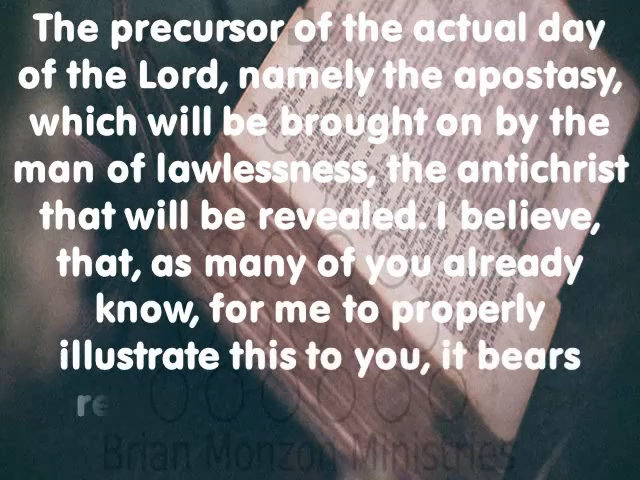 The precursor of the actual day
of the Lord, namely the apostasy,
which will be brought on by the
man of lawlessness, the antichrist
that will be revealed. I believe,
that, as many of you already
know, for me to properly
illustrate this to you, it bears
re
Brian Monzon Ministries